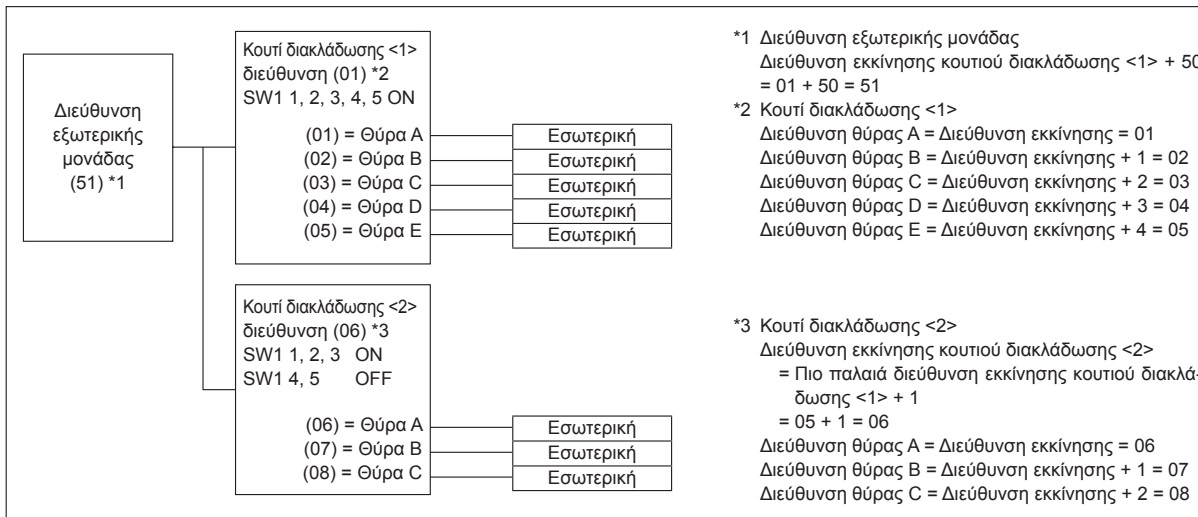 Διεύθυνση
εξωτερικής
μονάδας
(51) *1
Κουτί διακλάδωσης <1>
διεύθυνση (01) *2
SW1 1, 2, 3, 4, 5 ON
(01) = Θύρα A
(02) = Θύρα B
(03) = Θύρα C
(04) = Θύρα D
(05) = Θύρα E
Εσωτερική
Εσωτερική
Εσωτερική
Εσωτερική
Εσωτερική
Κουτί διακλάδωσης <2>
διεύθυνση (06) *3
SW1 1, 2, 3 ON
SW1 4, 5 OFF
(06) = Θύρα A
(07) = Θύρα B
(08) = Θύρα C
Εσωτερική
Εσωτερική
Εσωτερική
*1 Διεύθυνση εξωτερικής μονάδας
Διεύθυνση εκκίνησης κουτιού διακλάδωσης <1> + 50
= 01 + 50 = 51
*2 Κουτί διακλάδωσης <1>
Διεύθυνση θύρας A = Διεύθυνση εκκίνησης = 01
Διεύθυνση θύρας B = Διεύθυνση εκκίνησης + 1 = 02
Διεύθυνση θύρας C = Διεύθυνση εκκίνησης + 2 = 03
Διεύθυνση θύρας D = Διεύθυνση εκκίνησης + 3 = 04
Διεύθυνση θύρας E = Διεύθυνση εκκίνησης + 4 = 05
*3 Κουτί διακλάδωσης <2>
Διεύθυνση εκκίνησης κουτιού διακλάδωσης <2>
= Πιο παλαιά διεύθυνση εκκίνησης κουτιού διακλά-
δωσης <1> + 1
= 05 + 1 = 06
Διεύθυνση θύρας A = Διεύθυνση εκκίνησης = 06
Διεύθυνση θύρας B = Διεύθυνση εκκίνησης + 1 = 07
Διεύθυνση θύρας C = Διεύθυνση εκκίνησης + 2 = 08